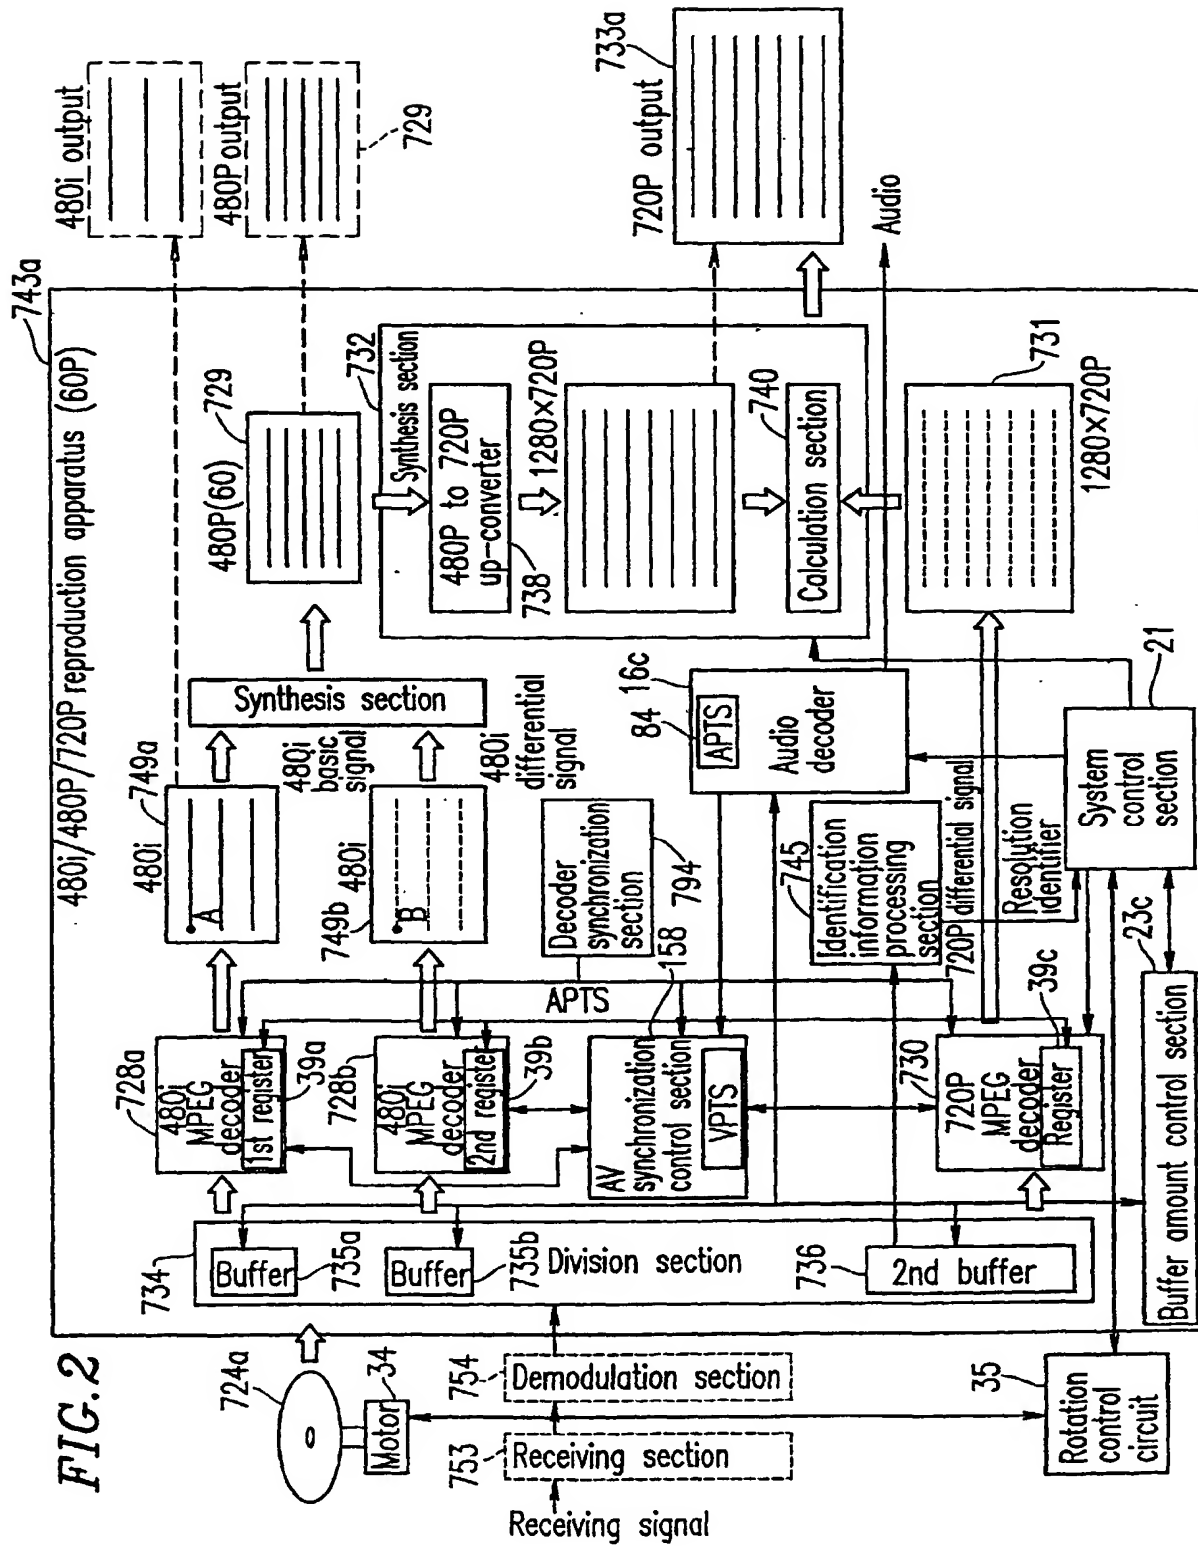 FIG.2
743a
480i/480P/720P reproduction apparatus (60P)
724a
34
Motor
753
Receiving section
Receiving signal
754
Demodulation section
35
Rotation
control
circuit
734
Buffer
735a
Buffer
735b
Division section
736
2nd buffer
728a
480i
MPEG
decoder
1st register
39a
728b
480i
MPEG
decoder
2nd register
39b
APTS
158
AV
synchronization
control section
VPTS
730
720P
MPEG
decoder
Register
39c
Buffer amount control section
23c
749a
480i
A
749b
480i
B
480i
basic
signal
480i
differential
signal
Synthesis section
Decoder
synchronization
section
794
745
Identification
information
processing
section
720P differential signal
Resolution
identifier
16c
84
APTS
Audio
decoder
System
control
section
21
729
480P(60)
732
Synthesis section
480P to 720P
up-converter
738
1280×720P
740
Calculation section
731
1280×720P
480i output
480P output
729
733a
720P output
Audio